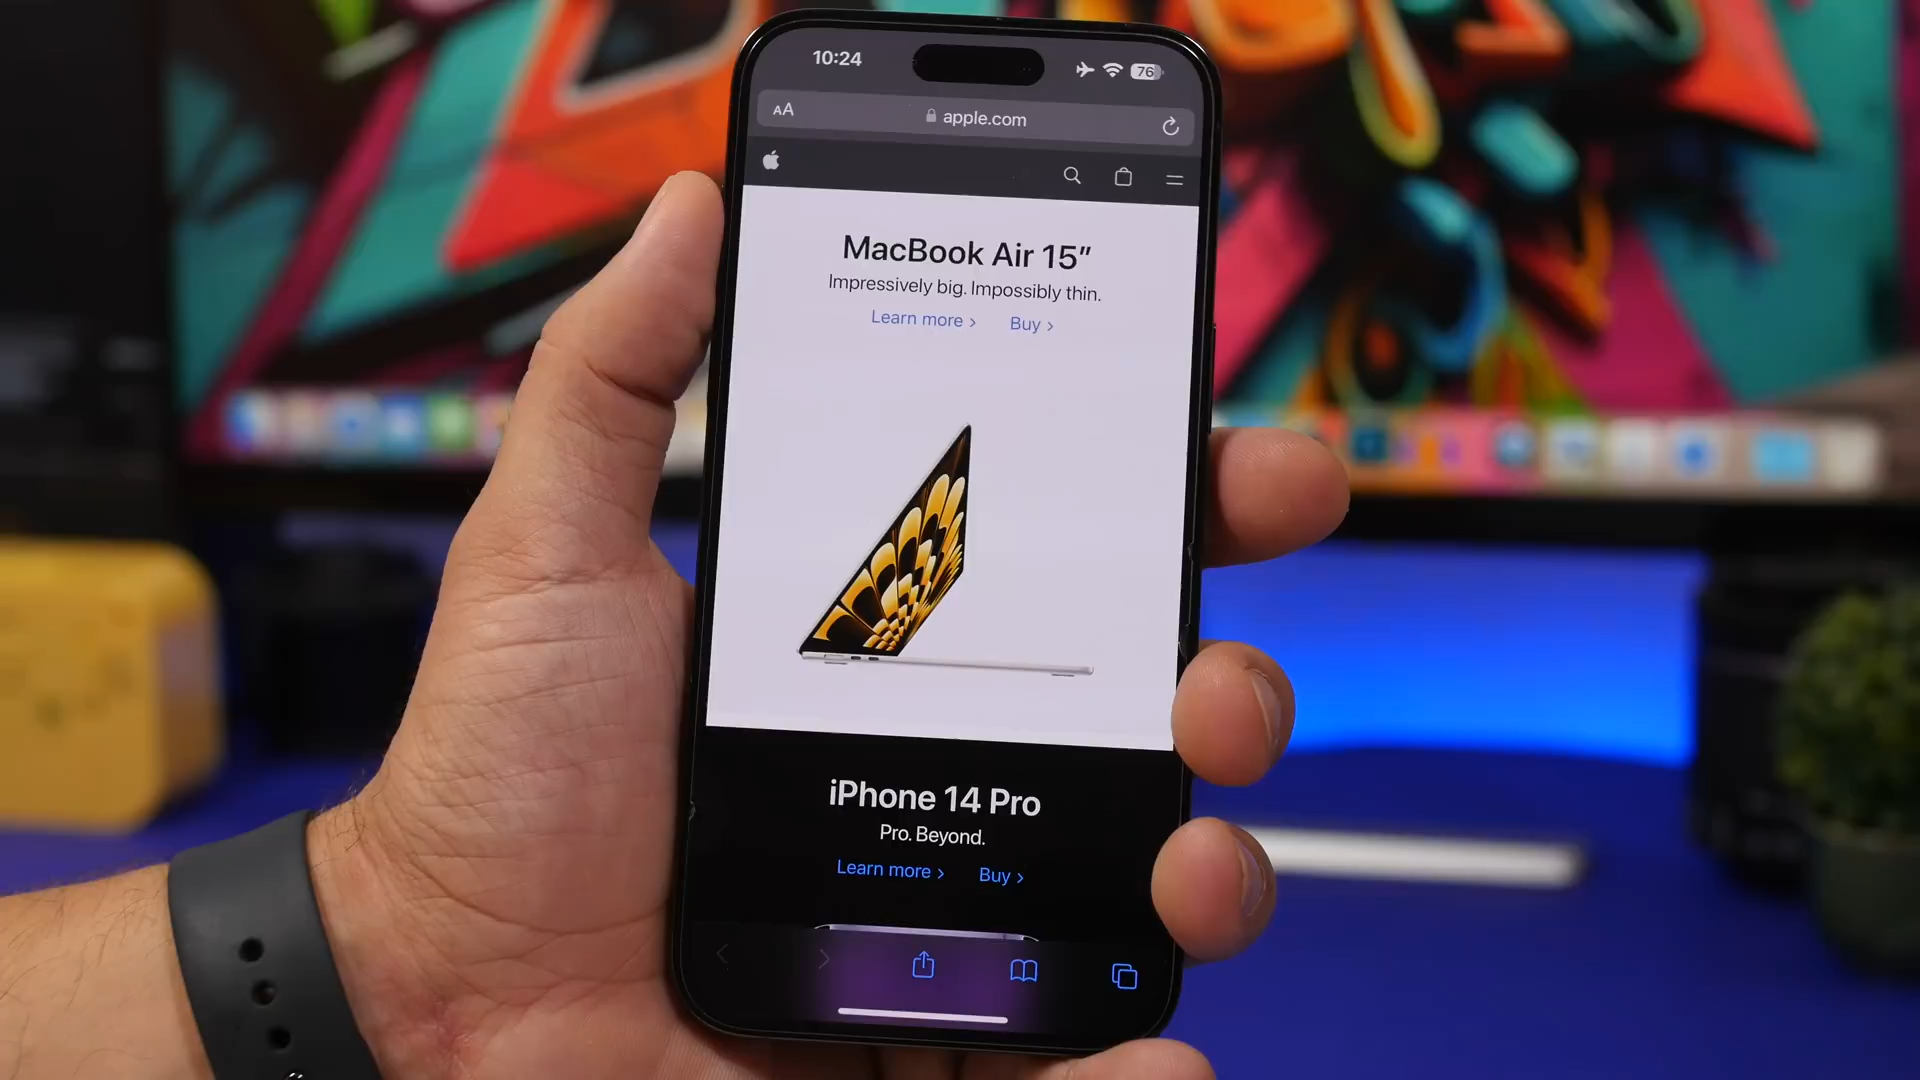 10:24
76
AA
apple.com
MacBook Air 15”
Impressively big. Impossibly thin.
Learn more > Buy >
iPhone 14 Pro
Pro. Beyond.
Learn more > Buy >